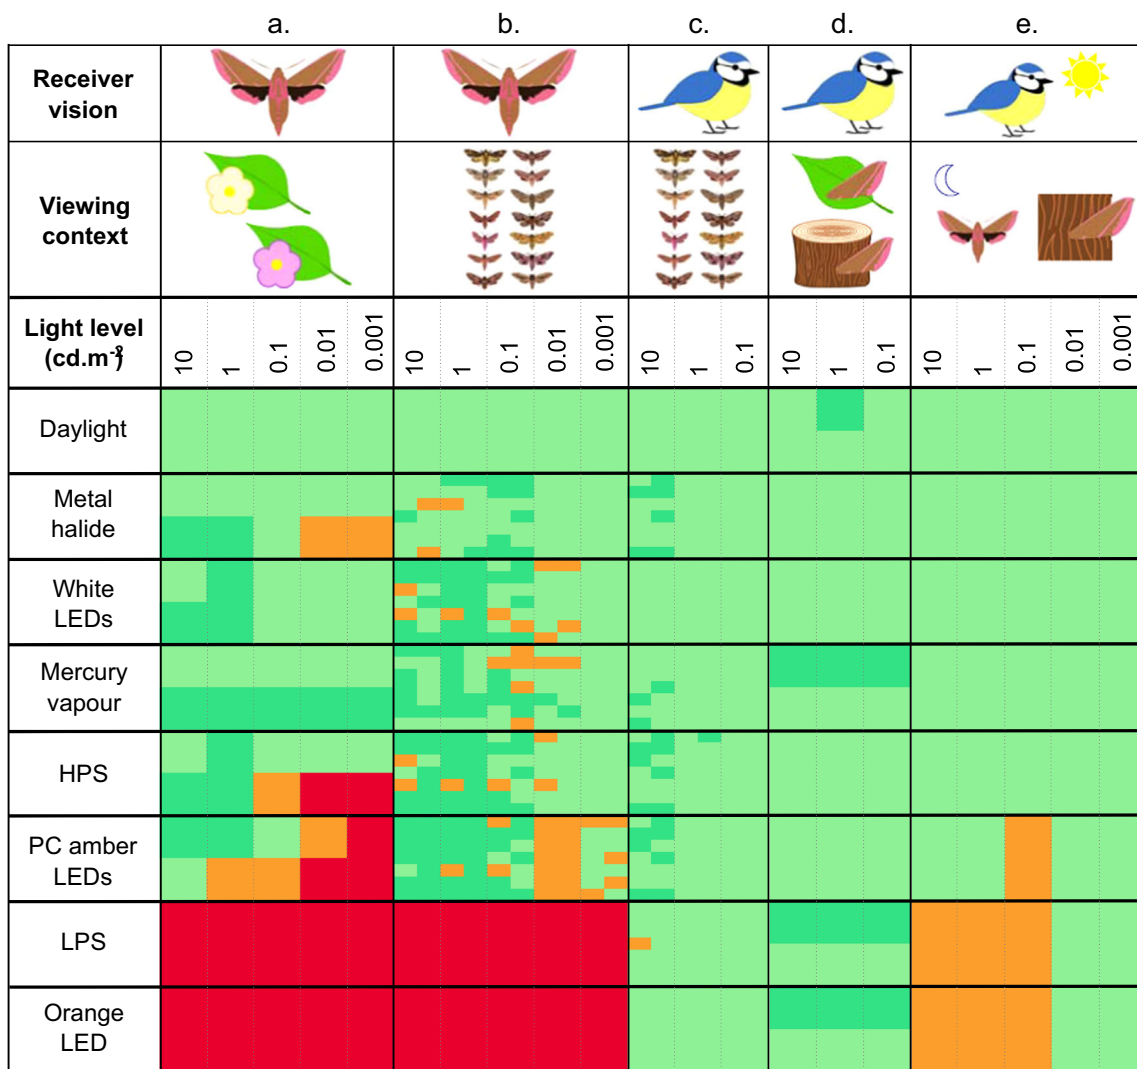 a. b. c. d. e.
Receiver
vision
Viewing
context
Light level
(cd.m-2)
10 1 0.1 0.01 0.001 10 1 0.1 0.01 0.001 10 1 0.1 10 1 0.1 10 1 0.1 0.01 0.001
Daylight
Metal
halide
White
LEDs
Mercury
vapour
HPS
PC amber
LEDs
LPS
Orange
LED